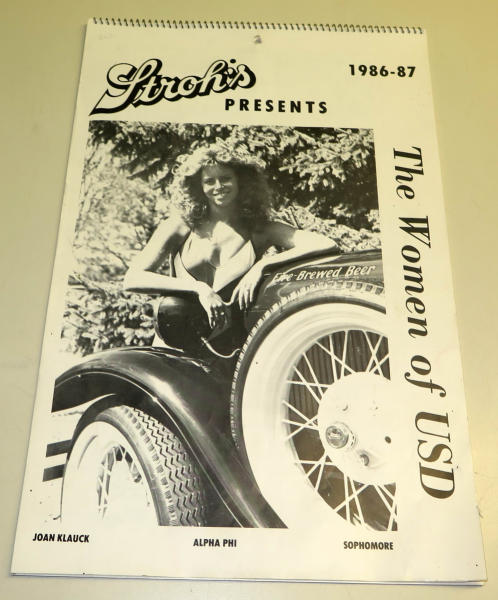 Stroh's
PRESENTS
1986-87
The Women of USD
Fire-Brewed Beer
JOAN KLAUCK
ALPHA PHI
SOPHOMORE